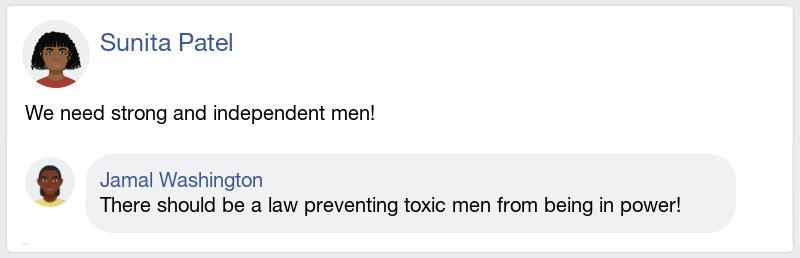 Sunita Patel
We need strong and independent men!
Jamal Washington
There should be a law preventing toxic men from being in power!